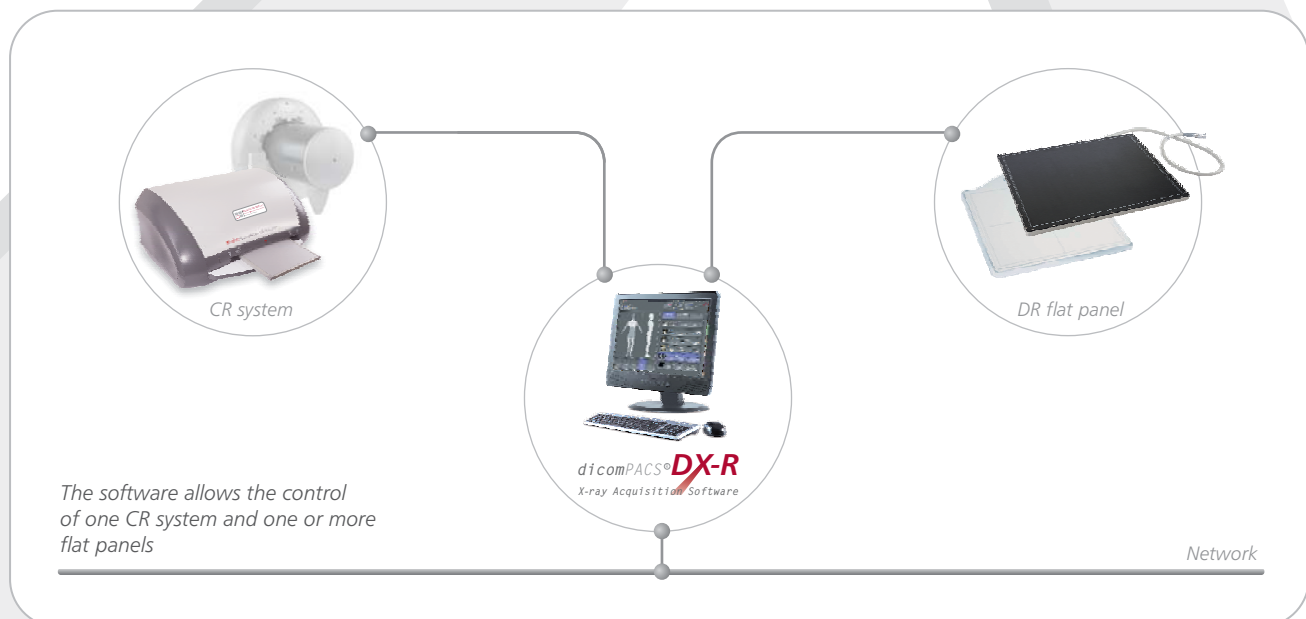 CR system
DR flat panel
dicomPACS®DX-R
X-ray Acquisition Software
The software allows the control
of one CR system and one or more
flat panels
Network